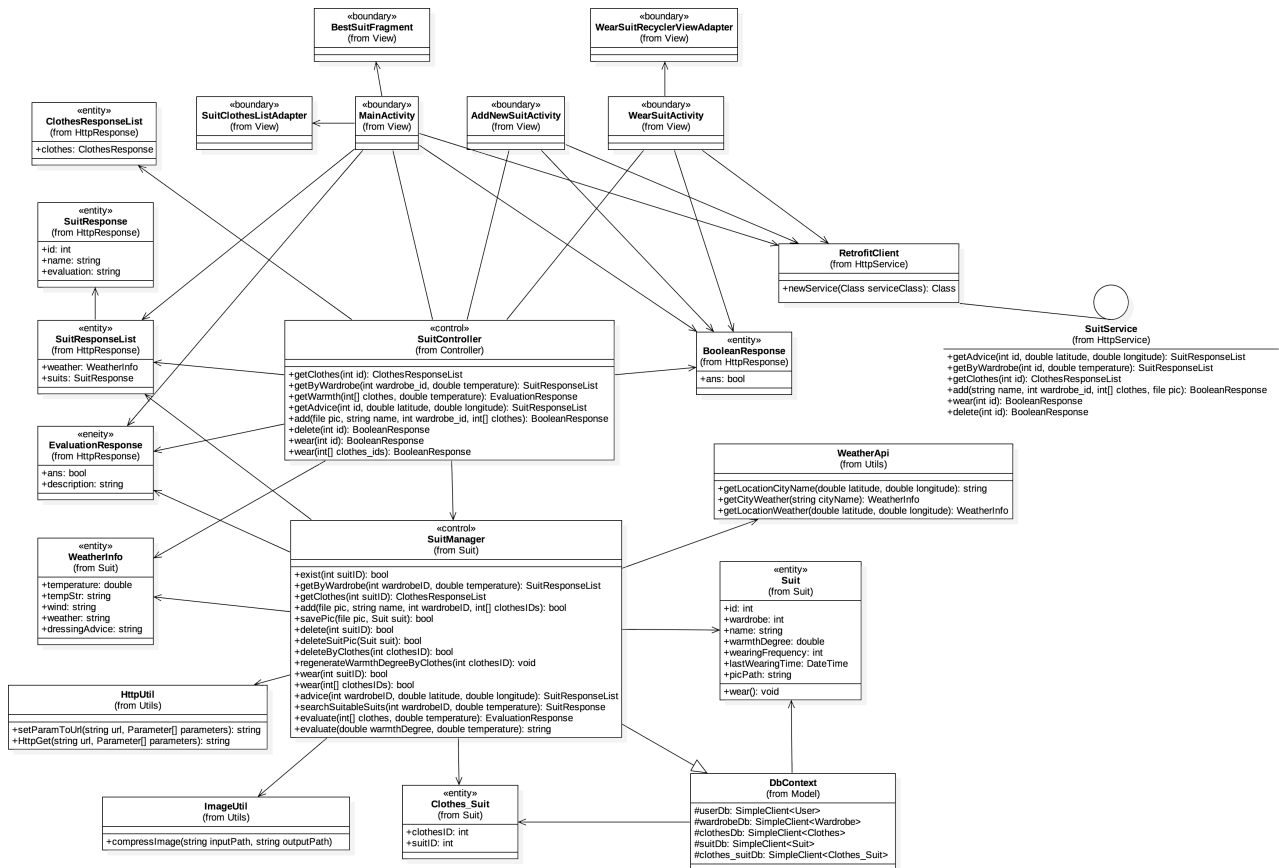 «boundary»
BestSuitFragment
(from View)
«boundary»
WearSuitRecyclerViewAdapter
(from View)
«entity»
ClothesResponseList
(from HttpResponse)
+clothes: ClothesResponse
«boundary»
SuitClothesListAdapter
(from View)
«boundary»
MainActivity
(from View)
«boundary»
AddNewSuitActivity
(from View)
«boundary»
WearSuitActivity
(from View)
«entity»
SuitResponse
(from HttpResponse)
+id: int
+name: string
+evaluation: string
RetrofitClient
(from HttpService)
+newService(Class serviceClass): Class
SuitService
(from HttpService)
+getAdvice(int id, double latitude, double longitude): SuitResponseList
+getByWardrobe(int wardrobe_id, double temperature): SuitResponseList
+getClothes(int id): ClothesResponseList
+add(string name, int wardrobe_id, int[] clothes, file pic): BooleanResponse
+wear(int id): BooleanResponse
+delete(int id): BooleanResponse
«entity»
SuitResponseList
(from HttpResponse)
+weather: WeatherInfo
+suits: SuitResponse
«control»
SuitController
(from Controller)
+getClothes(int id): ClothesResponseList
+getByWardrobe(int wardrobe_id, double temperature): SuitResponseList
+getWarmth(int[] clothes, double temperature): EvaluationResponse
+getAdvice(int id, double latitude, double longitude): SuitResponseList
+add(file pic, string name, int wardrobe_id, int[] clothes): BooleanResponse
+delete(int id): BooleanResponse
+wear(int id): BooleanResponse
+wear(int[] clothes_ids): BooleanResponse
«entity»
BooleanResponse
(from HttpResponse)
+ans: bool
«eneity»
EvaluationResponse
(from HttpResponse)
+ans: bool
+description: string
WeatherApi
(from Utils)
+getLocationCityName(double latitude, double longitude): string
+getCityWeather(string cityName): WeatherInfo
+getLocationWeather(double latitude, double longitude): WeatherInfo
«entity»
WeatherInfo
(from Suit)
+temperature: double
+tempStr: string
+wind: string
+weather: string
+dressingAdvice: string
«control»
SuitManager
(from Suit)
+exist(int suitID): bool
+getByWardrobe(int wardrobeID, double temperature): SuitResponseList
+getClothes(int suitID): ClothesResponseList
+add(file pic, string name, int wardrobeID, int[] clothesIDs): bool
+savePic(file pic, Suit suit): bool
+delete(int suitID): bool
+deleteSuitPic(Suit suit): bool
+deleteByClothes(int clothesID): bool
+regenerateWarmthDegreeByClothes(int clothesID): void
+wear(int suitID): bool
+wear(int[] clothesIDs): bool
+advice(int wardrobeID, double latitude, double longitude): SuitResponseList
+searchSuitableSuits(int wardrobeID, double temperature): SuitResponse
+evaluate(int[] clothes, double temperature): EvaluationResponse
+evaluate(double warmthDegree, double temperature): string
«entity»
Suit
(from Suit)
+id: int
+wardrobe: int
+name: string
+warmthDegree: double
+wearingFrequency: int
+lastWearingTime: DateTime
+picPath: string
+wear(): void
HttpUtil
(from Utils)
+setParamToUrl(string url, Parameter[] parameters): string
+HttpGet(string url, Parameter[] parameters): string
ImageUtil
(from Utils)
+compressImage(string inputPath, string outputPath)
«entity»
Clothes_Suit
(from Suit)
+clothesID: int
+suitID: int
DbContext
(from Model)
#userDb: SimpleClient<User>
#wardrobeDb: SimpleClient<Wardrobe>
#clothesDb: SimpleClient<Clothes>
#suitDb: SimpleClient<Suit>
#clothes_suitDb: SimpleClient<Clothes_Suit>